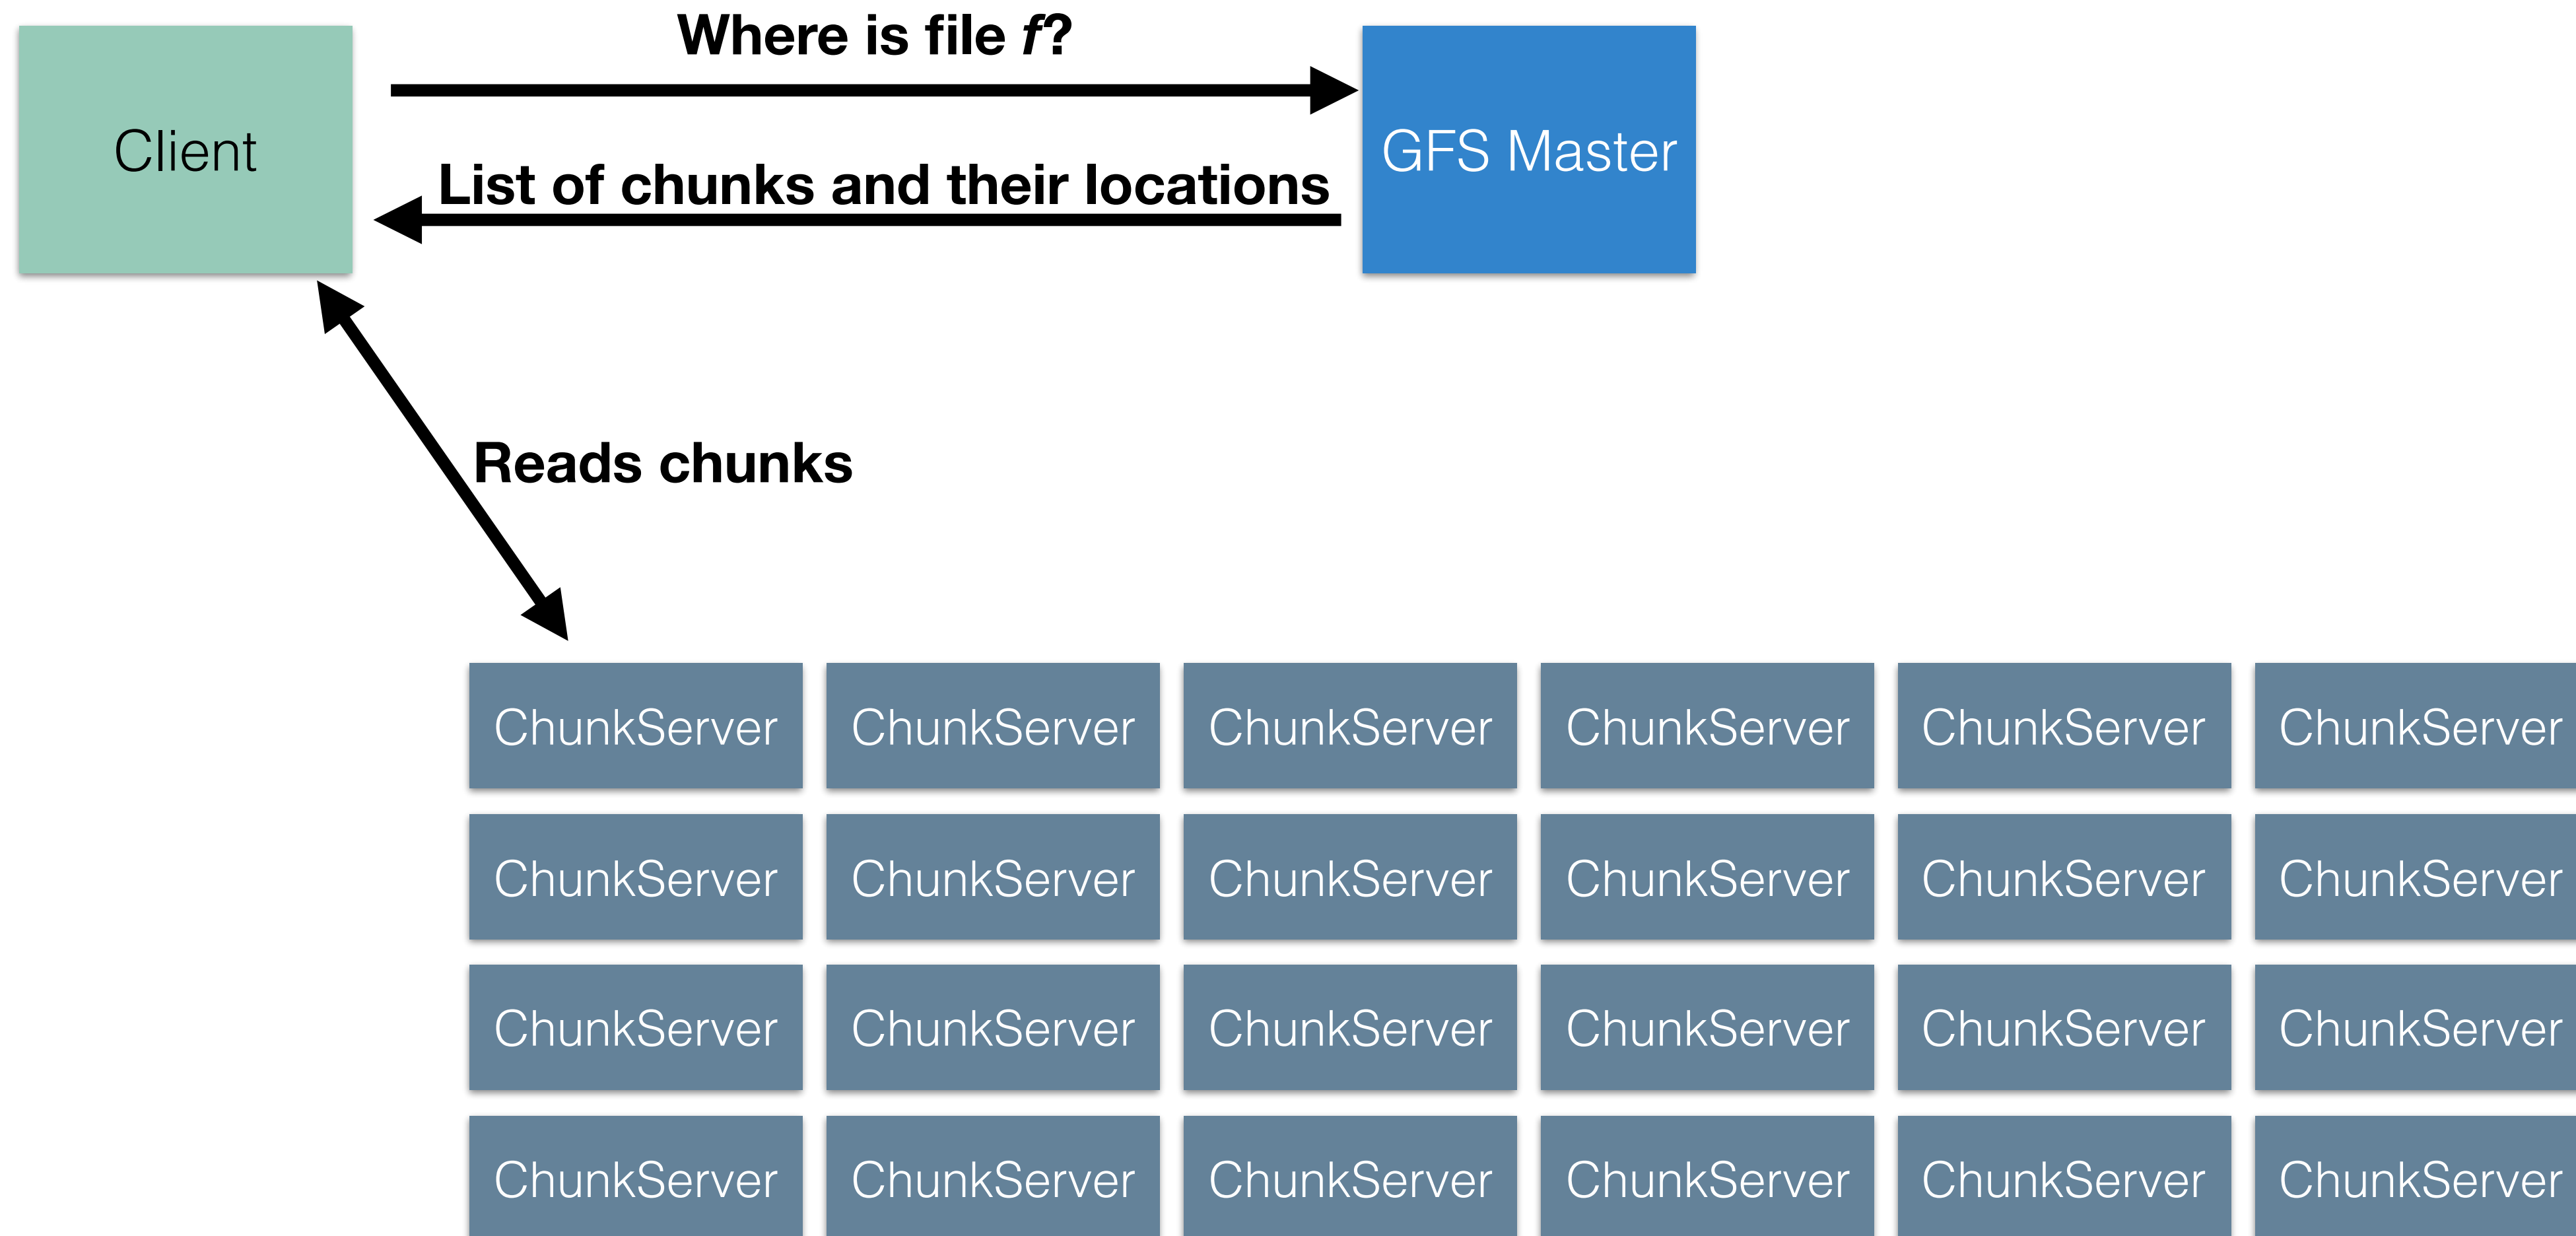 Where is file f?
Client
GFS Master
List of chunks and their locations
Reads chunks
ChunkServer ChunkServer ChunkServer ChunkServer ChunkServer ChunkServer
ChunkServer ChunkServer ChunkServer ChunkServer ChunkServer ChunkServer
ChunkServer ChunkServer ChunkServer ChunkServer ChunkServer ChunkServer
ChunkServer ChunkServer ChunkServer ChunkServer ChunkServer ChunkServer